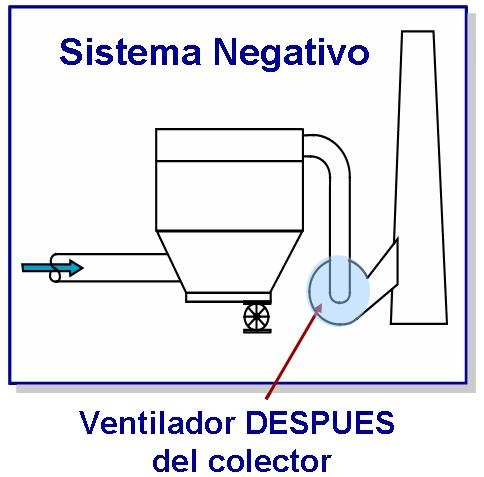 Sistema Negativo
Ventilador DESPUES
del colector